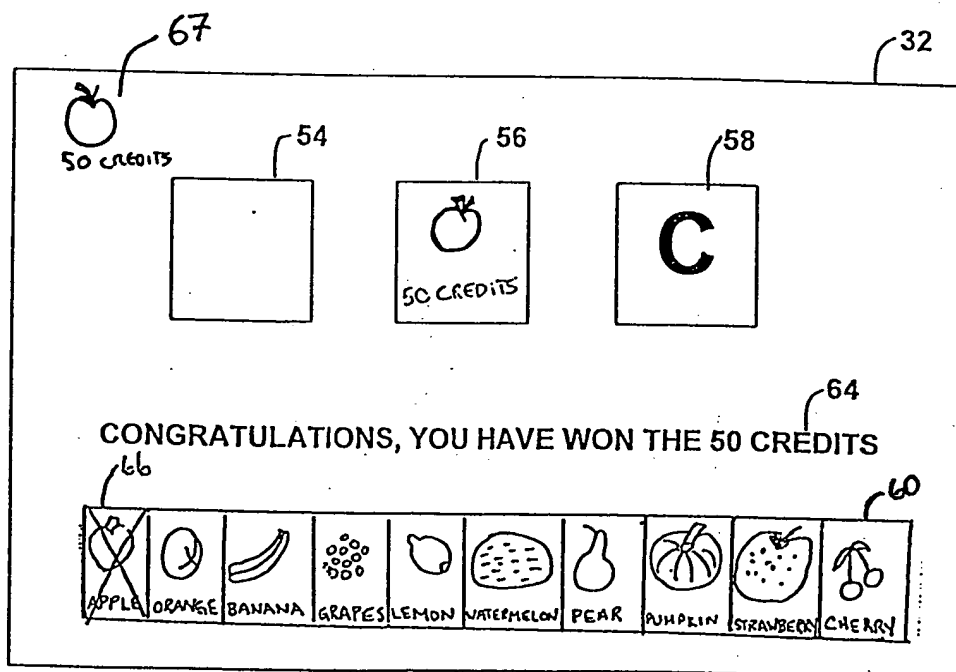 67
32
50 CREDITS
54
56
58
50 CREDITS
C
64
CONGRATULATIONS, YOU HAVE WON THE 50 CREDITS
66
60
APPLE ORANGE BANANA GRAPES LEMON WATERMELON PEAR PUMPKIN STRAWBERRY CHERRY